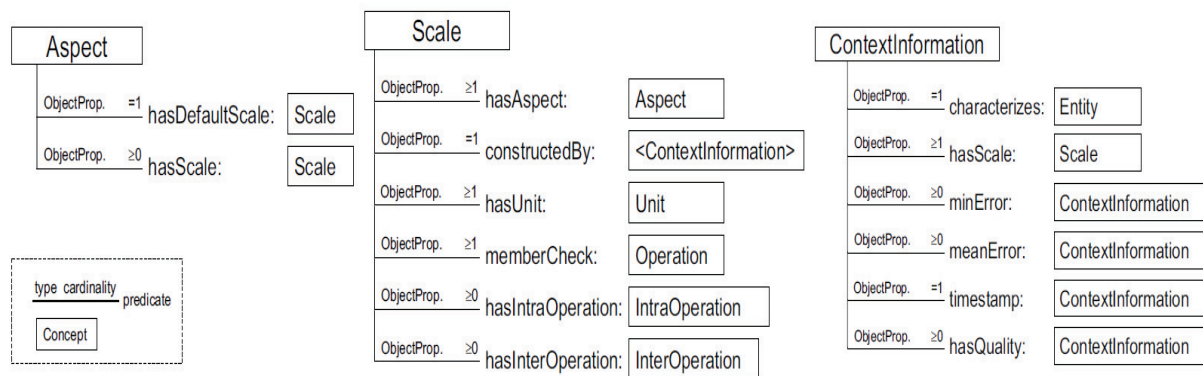 Aspect
ObjectProp. =1 hasDefaultScale: Scale
ObjectProp. ≥0 hasScale: Scale
type cardinality predicate
Concept
Scale
ObjectProp. ≥1 hasAspect: Aspect
ObjectProp. =1 constructedBy: <ContextInformation>
ObjectProp. ≥1 hasUnit: Unit
ObjectProp. ≥1 memberCheck: Operation
ObjectProp. ≥0 hasIntraOperation: IntraOperation
ObjectProp. ≥0 hasInterOperation: InterOperation
ContextInformation
ObjectProp. =1 characterizes: Entity
ObjectProp. ≥1 hasScale: Scale
ObjectProp. ≥0 minError: ContextInformation
ObjectProp. ≥0 meanError: ContextInformation
ObjectProp. =1 timestamp: ContextInformation
ObjectProp. ≥0 hasQuality: ContextInformation